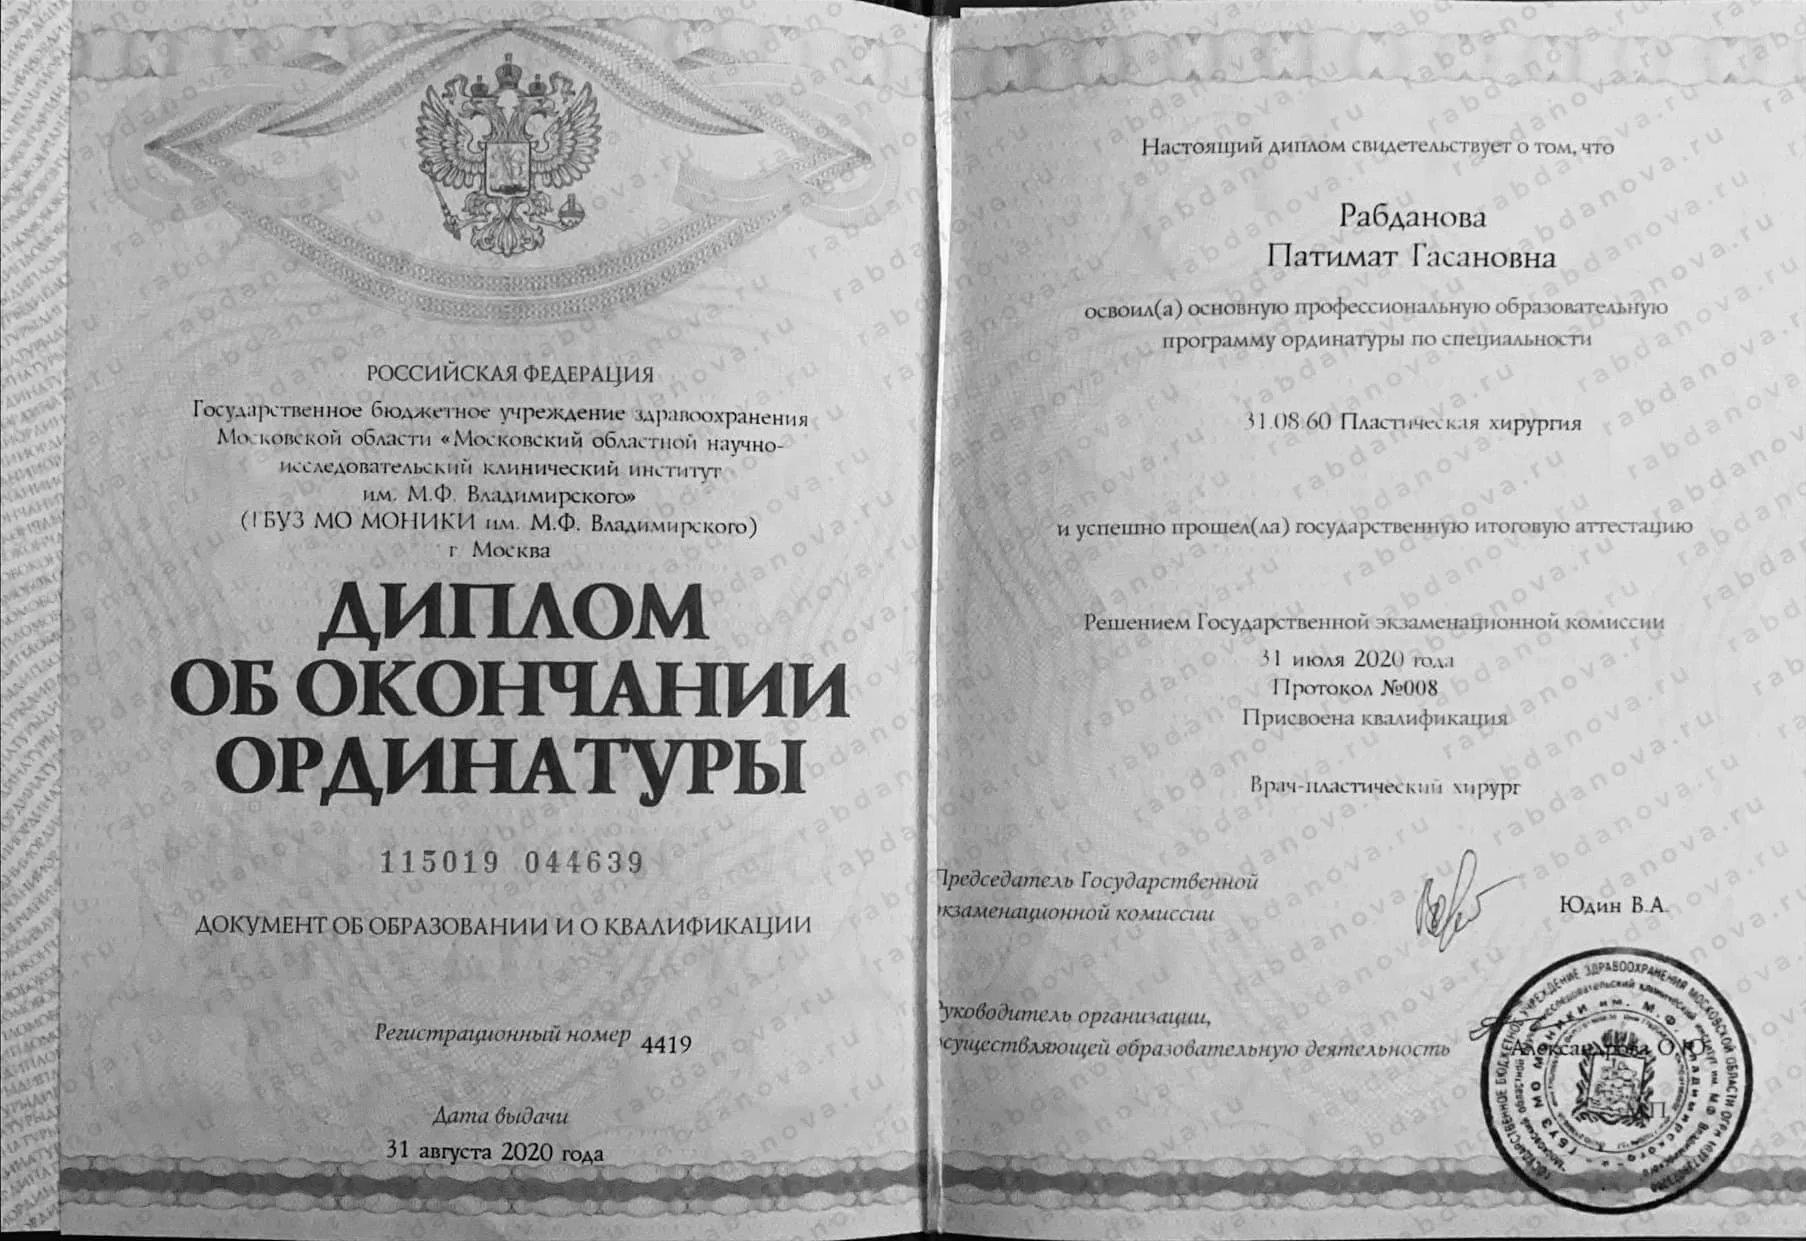 РОССИЙСКАЯ ФЕДЕРАЦИЯ
Государственное бюджетное учреждение здравоохранения
Московской области «Московский областной научно-
исследовательский клинический институт
им. М.Ф. Владимирского»
(ГБУЗ МО МОНИКИ им. М.Ф. Владимирского)
г. Москва
ДИПЛОМ
ОБ ОКОНЧАНИИ
ОРДИНАТУРЫ
115019 044639
ДОКУМЕНТ ОБ ОБРАЗОВАНИИ И О КВАЛИФИКАЦИИ
Регистрационный номер 4419
Дата выдачи
31 августа 2020 года
Настоящий диплом свидетельствует о том, что
Рабданова
Патимат Гасановна
освоил(а) основную профессиональную образовательную
программу ординатуры по специальности
31.08.60 Пластическая хирургия
и успешно прошел(ла) государственную итоговую аттестацию
Решением Государственной экзаменационной комиссии
31 июля 2020 года
Протокол №008
Присвоена квалификация
Врач-пластический хирург
Председатель Государственной
экзаменационной комиссии
Юдин В.А.
Руководитель организации,
осуществляющей образовательную деятельность
Александрова О.Ю.
М.П.
rabdanova.ru